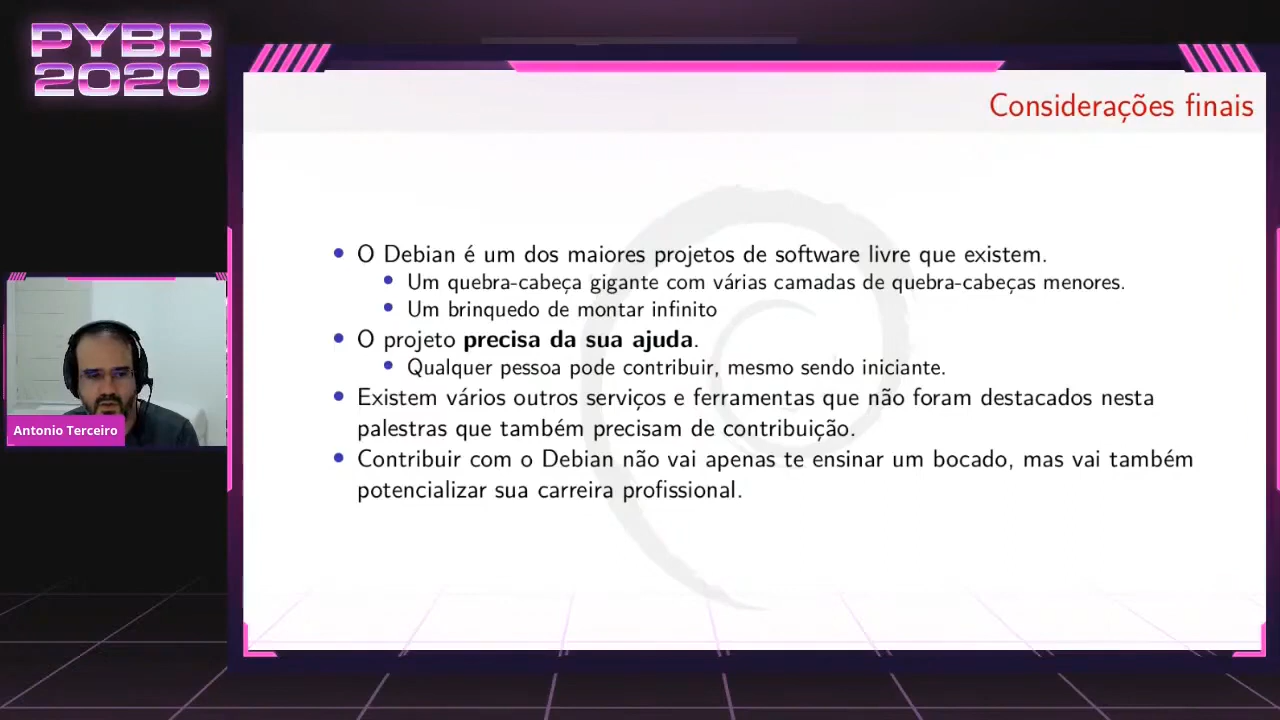 PYBR
2020
Considerações finais
O Debian é um dos maiores projetos de software livre que existem.
Um quebra-cabeça gigante com várias camadas de quebra-cabeças menores.
Um brinquedo de montar infinito
O projeto precisa da sua ajuda.
Qualquer pessoa pode contribuir, mesmo sendo iniciante.
Existem vários outros serviços e ferramentas que não foram destacados nesta
palestras que também precisam de contribuição.
Contribuir com o Debian não vai apenas te ensinar um bocado, mas vai também
potencializar sua carreira profissional.
Antonio Terceiro